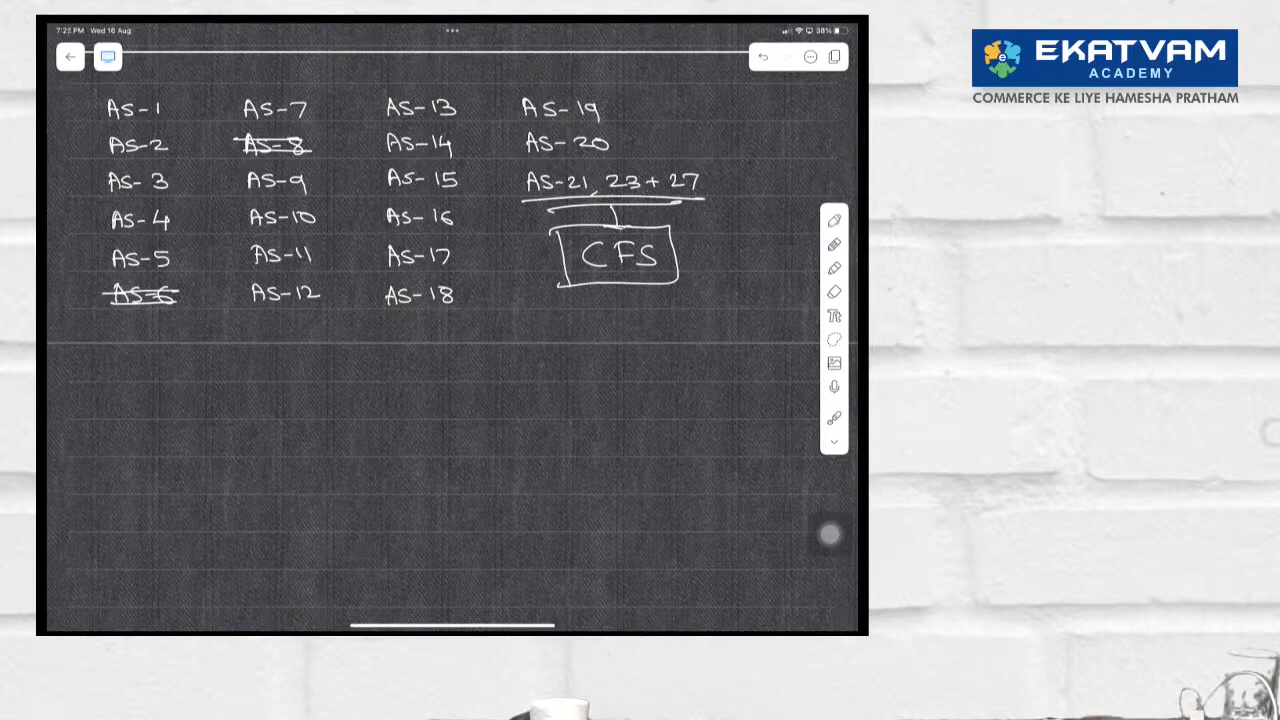 7:25 PM Wed 16 Aug
38%
AS-1
AS-2
AS-3
AS-4
AS-5
AS-6
AS-7
AS-8
AS-9
AS-10
AS-11
AS-12
AS-13
AS-14
AS-15
AS-16
AS-17
AS-18
AS-19
AS-20
AS-21, 23 + 27
CFS
EKATVAM
ACADEMY
COMMERCE KE LIYE HAMESHA PRATHAM